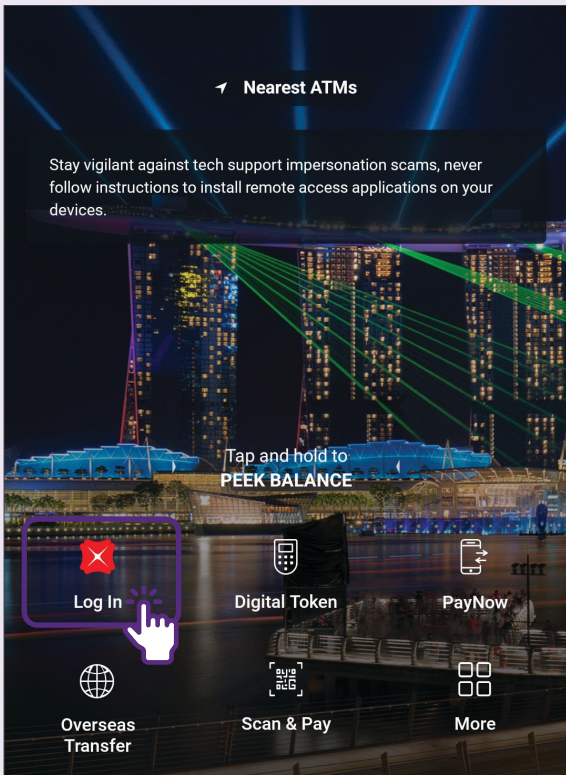 Nearest ATMs
Stay vigilant against tech support impersonation scams, never
follow instructions to install remote access applications on your
devices.
Tap and hold to
PEEK BALANCE
Log In
Digital Token
PayNow
Overseas
Transfer
Scan & Pay
More